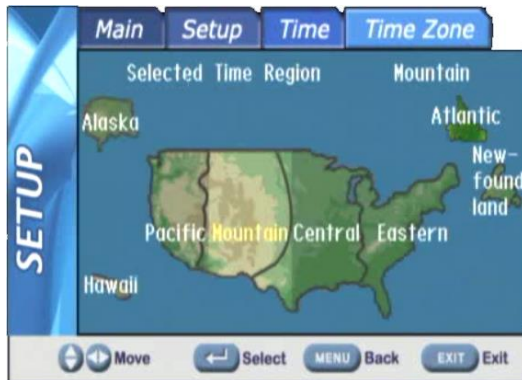 Main Setup Time Time Zone
Selected Time Region Mountain
Alaska
Atlantic
New-
found
land
Pacific Mountain Central Eastern
Hawaii
SETUP
Move Select MENU Back EXIT Exit